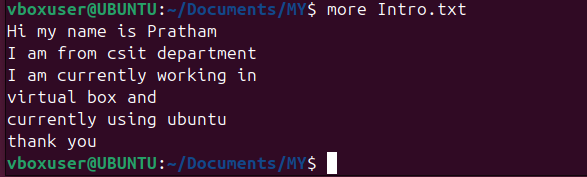 vboxuser@UBUNTU:~/Documents/MY$ more Intro.txt
Hi my name is Pratham
I am from csit department
I am currently working in
virtual box and
currently using ubuntu
thank you
vboxuser@UBUNTU:~/Documents/MY$